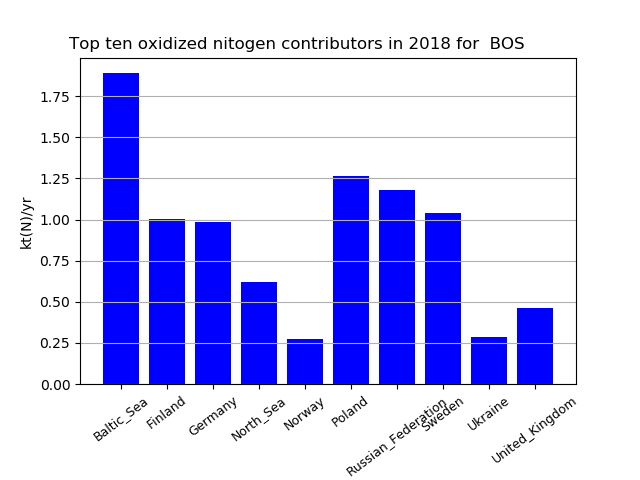 Top ten oxidized nitogen contributors in 2018 for  BOS
kt(N)/yr
1.75
1.50
1.25
1.00
0.75
0.50
0.25
0.00
Baltic_Sea
Finland
Germany
North_Sea
Norway
Poland
Russian_Federation
Sweden
Ukraine
United_Kingdom